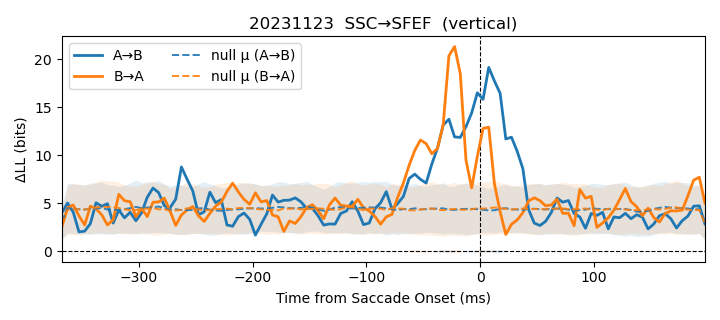 20231123  SSC→SFEF  (vertical)
A→B
B→A
null μ (A→B)
null μ (B→A)
ΔLL (bits)
20
15
10
5
0
−300
−200
−100
0
100
Time from Saccade Onset (ms)